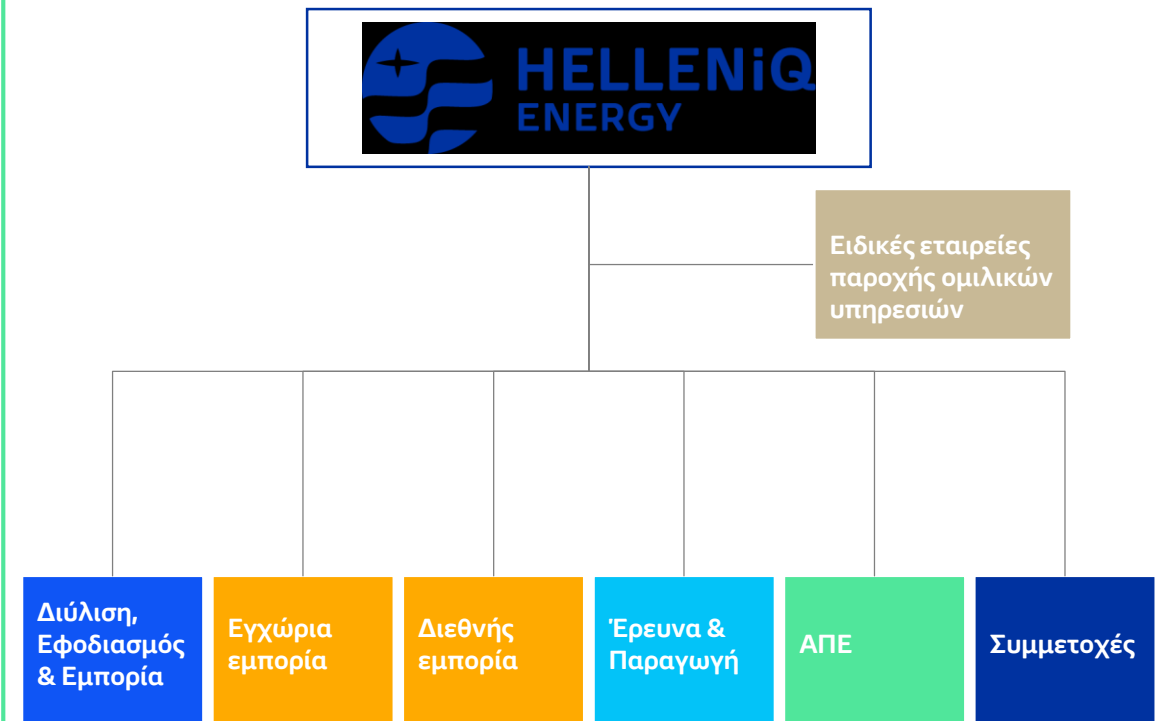 HELLENiQ
ENERGY
Ειδικές εταιρείες
παροχής ομιλικών
υπηρεσιών
Διύλιση,
Εφοδιασμός
& Εμπορία
Εγχώρια
εμπορία
Διεθνής
εμπορία
Έρευνα &
Παραγωγή
ΑΠΕ
Συμμετοχές